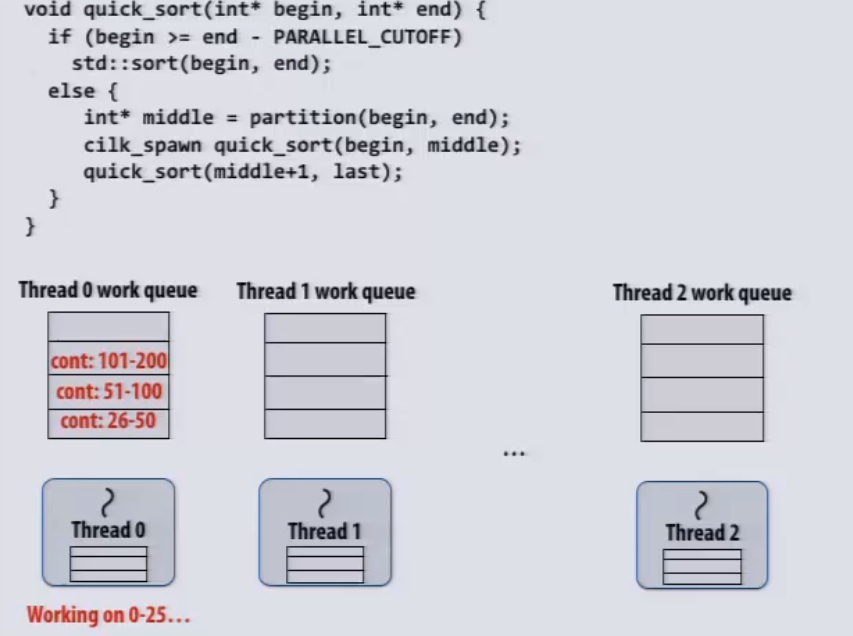 void quick_sort(int* begin, int* end) {
if (begin >= end - PARALLEL_CUTOFF)
std::sort(begin, end);
else {
int* middle = partition(begin, end);
cilk_spawn quick_sort(begin, middle);
quick_sort(middle+1, last);
}
}
Thread 0 work queue
Thread 1 work queue
Thread 2 work queue
cont: 101-200
cont: 51-100
cont: 26-50
...
Thread 0
Thread 1
Thread 2
Working on 0-25...